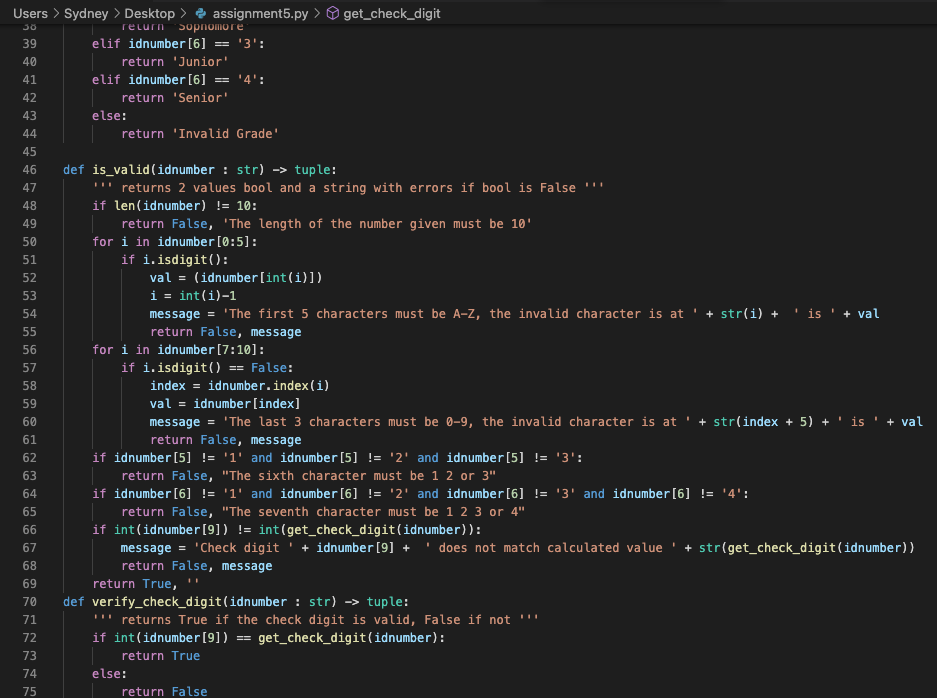 Users > Sydney > Desktop > assignment5.py > get_check_digit
38 return 'Sophomore'
39 elif idnumber[6] == '3':
40 return 'Junior'
41 elif idnumber[6] == '4':
42 return 'Senior'
43 else:
44 return 'Invalid Grade'
45
46 def is_valid(idnumber : str) -> tuple:
47 ''' returns 2 values bool and a string with errors if bool is False '''
48 if len(idnumber) != 10:
49 return False, 'The length of the number given must be 10'
50 for i in idnumber[0:5]:
51 if i.isdigit():
52 val = (idnumber[int(i)])
53 i = int(i)-1
54 message = 'The first 5 characters must be A-Z, the invalid character is at ' + str(i) +  ' is ' + val
55 return False, message
56 for i in idnumber[7:10]:
57 if i.isdigit() == False:
58 index = idnumber.index(i)
59 val = idnumber[index]
60 message = 'The last 3 characters must be 0-9, the invalid character is at ' + str(index + 5) + ' is ' + val
61 return False, message
62 if idnumber[5] != '1' and idnumber[5] != '2' and idnumber[5] != '3':
63 return False, "The sixth character must be 1 2 or 3"
64 if idnumber[6] != '1' and idnumber[6] != '2' and idnumber[6] != '3' and idnumber[6] != '4':
65 return False, "The seventh character must be 1 2 3 or 4"
66 if int(idnumber[9]) != int(get_check_digit(idnumber)):
67 message = 'Check digit ' + idnumber[9] +  ' does not match calculated value ' + str(get_check_digit(idnumber))
68 return False, message
69 return True, ''
70 def verify_check_digit(idnumber : str) -> tuple:
71 ''' returns True if the check digit is valid, False if not '''
72 if int(idnumber[9]) == get_check_digit(idnumber):
73 return True
74 else:
75 return False